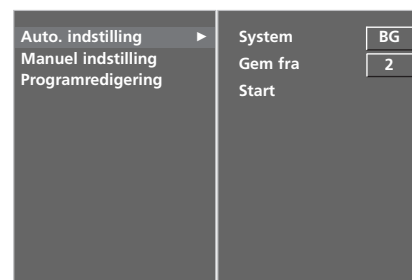 Auto. indstilling ►
Manuel indstilling
Programredigering
System BG
Gem fra 2
Start